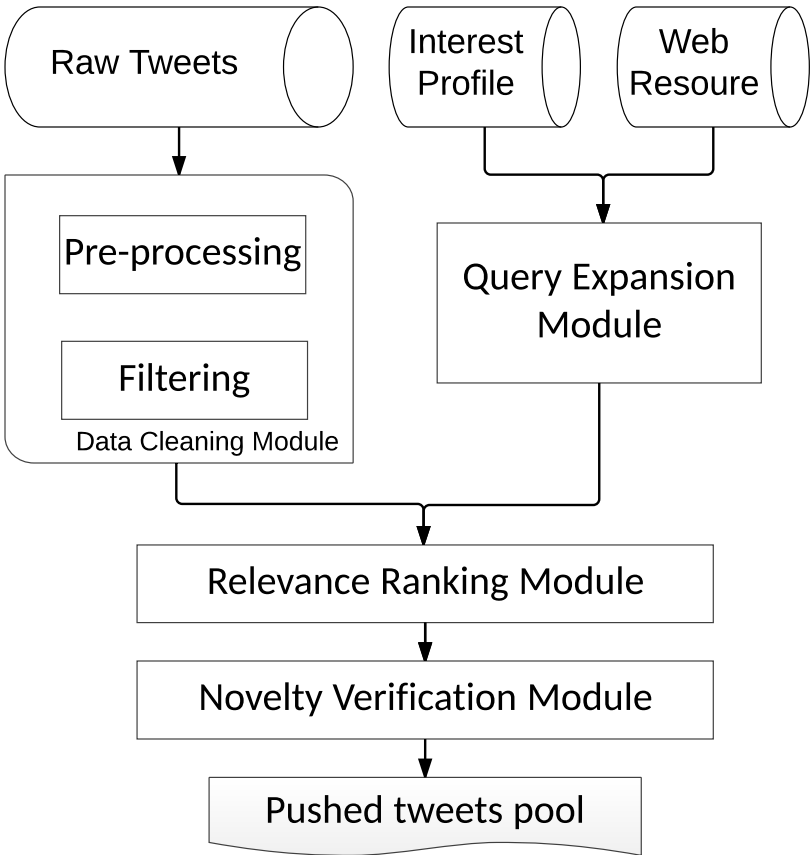 Raw Tweets
Interest
Profile
Web
Resoure
Pre-processing
Filtering
Data Cleaning Module
Query Expansion
Module
Relevance Ranking Module
Novelty Verification Module
Pushed tweets pool